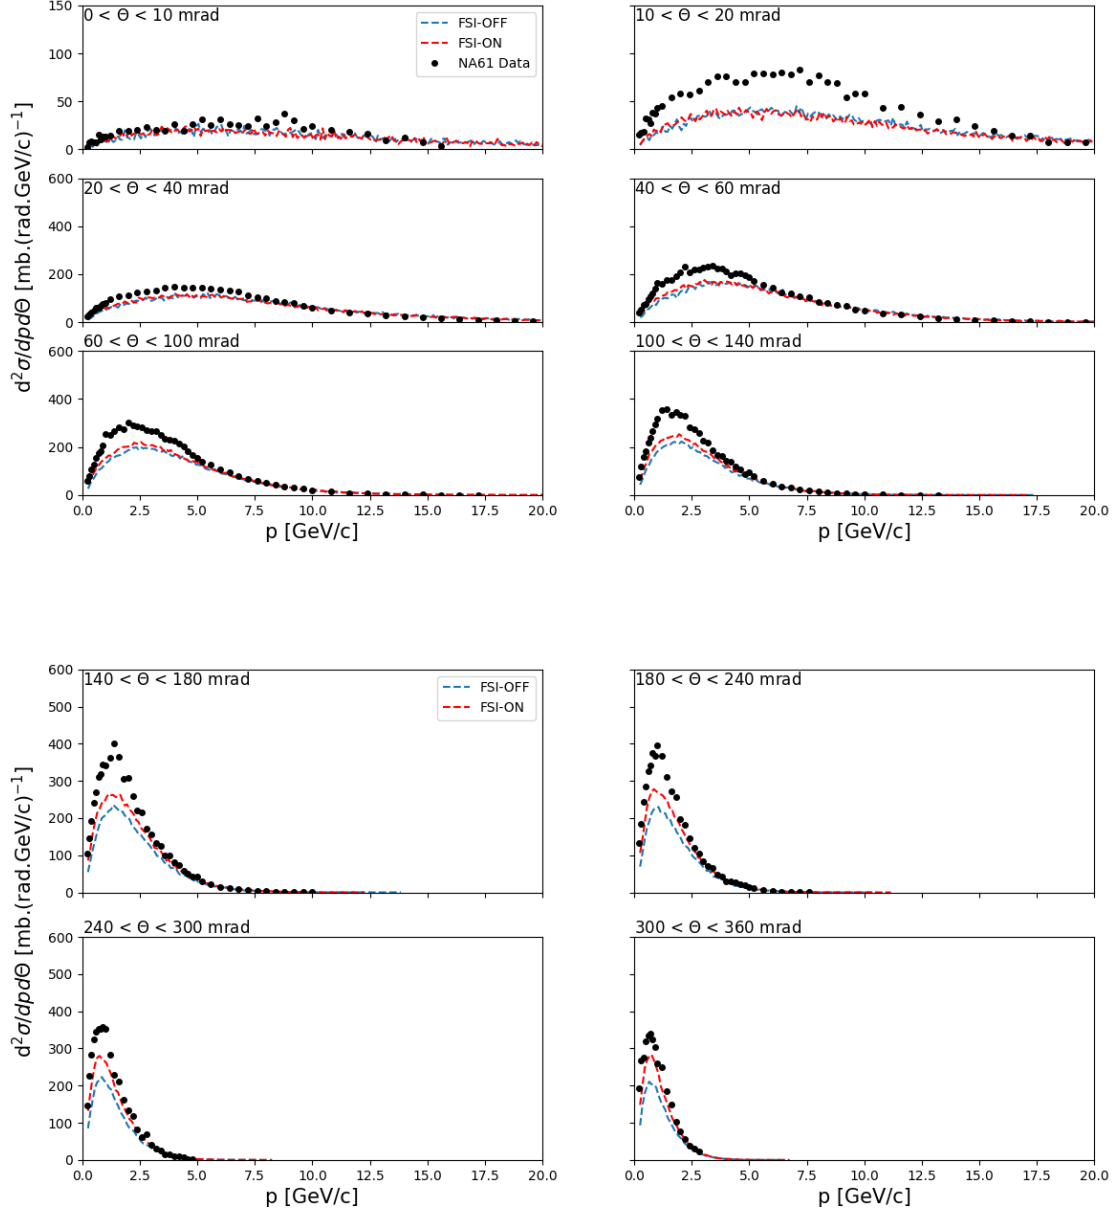 150
100
50
0
0 < Θ < 10 mrad
FSI-OFF
FSI-ON
NA61 Data
10 < Θ < 20 mrad
d²σ/dpdΘ [mb.(rad.GeV/c)⁻¹]
600
400
200
0
20 < Θ < 40 mrad
40 < Θ < 60 mrad
600
400
200
0
60 < Θ < 100 mrad
100 < Θ < 140 mrad
0.0 2.5 5.0 7.5 10.0 12.5 15.0 17.5 20.0
p [GeV/c]
0.0 2.5 5.0 7.5 10.0 12.5 15.0 17.5 20.0
p [GeV/c]
600
500
400
300
200
100
0
140 < Θ < 180 mrad
FSI-OFF
FSI-ON
180 < Θ < 240 mrad
d²σ/dpdΘ [mb.(rad.GeV/c)⁻¹]
600
500
400
300
200
100
0
240 < Θ < 300 mrad
300 < Θ < 360 mrad
0.0 2.5 5.0 7.5 10.0 12.5 15.0 17.5 20.0
p [GeV/c]
0.0 2.5 5.0 7.5 10.0 12.5 15.0 17.5 20.0
p [GeV/c]